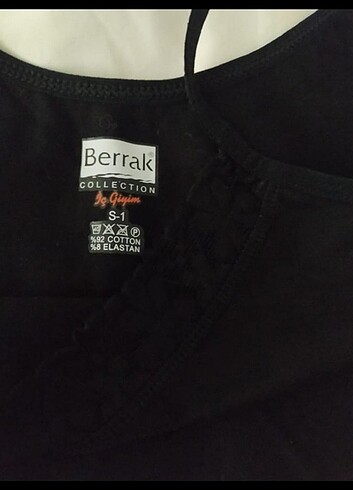 Berrak®
COLLECTION
İç Giyim
S-1
%92 COTTON
%8 ELASTAN